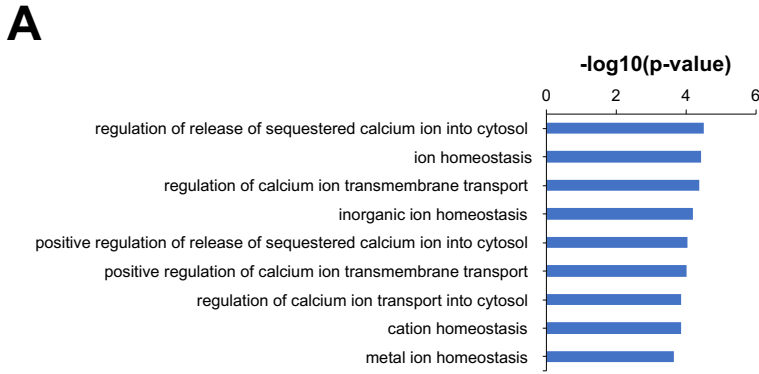 A
-log10(p-value)
0 2 4 6
regulation of release of sequestered calcium ion into cytosol
ion homeostasis
regulation of calcium ion transmembrane transport
inorganic ion homeostasis
positive regulation of release of sequestered calcium ion into cytosol
positive regulation of calcium ion transmembrane transport
regulation of calcium ion transport into cytosol
cation homeostasis
metal ion homeostasis